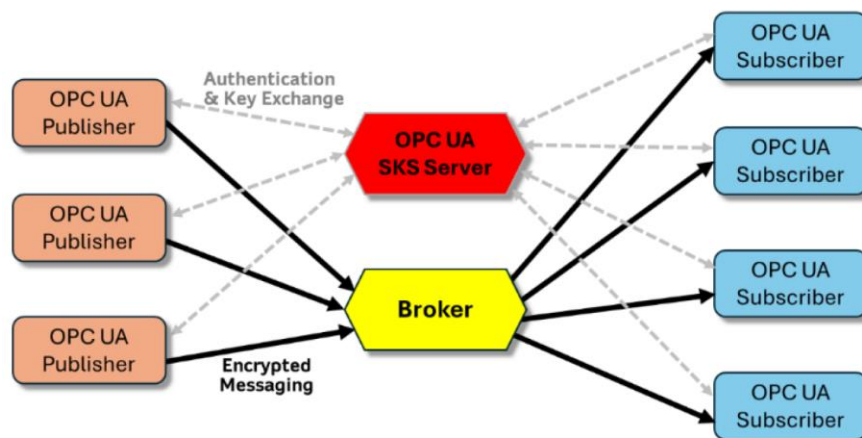 OPC UA
Publisher
OPC UA
Publisher
OPC UA
Publisher
Authentication
& Key Exchange
Encrypted
Messaging
OPC UA
SKS Server
Broker
OPC UA
Subscriber
OPC UA
Subscriber
OPC UA
Subscriber
OPC UA
Subscriber